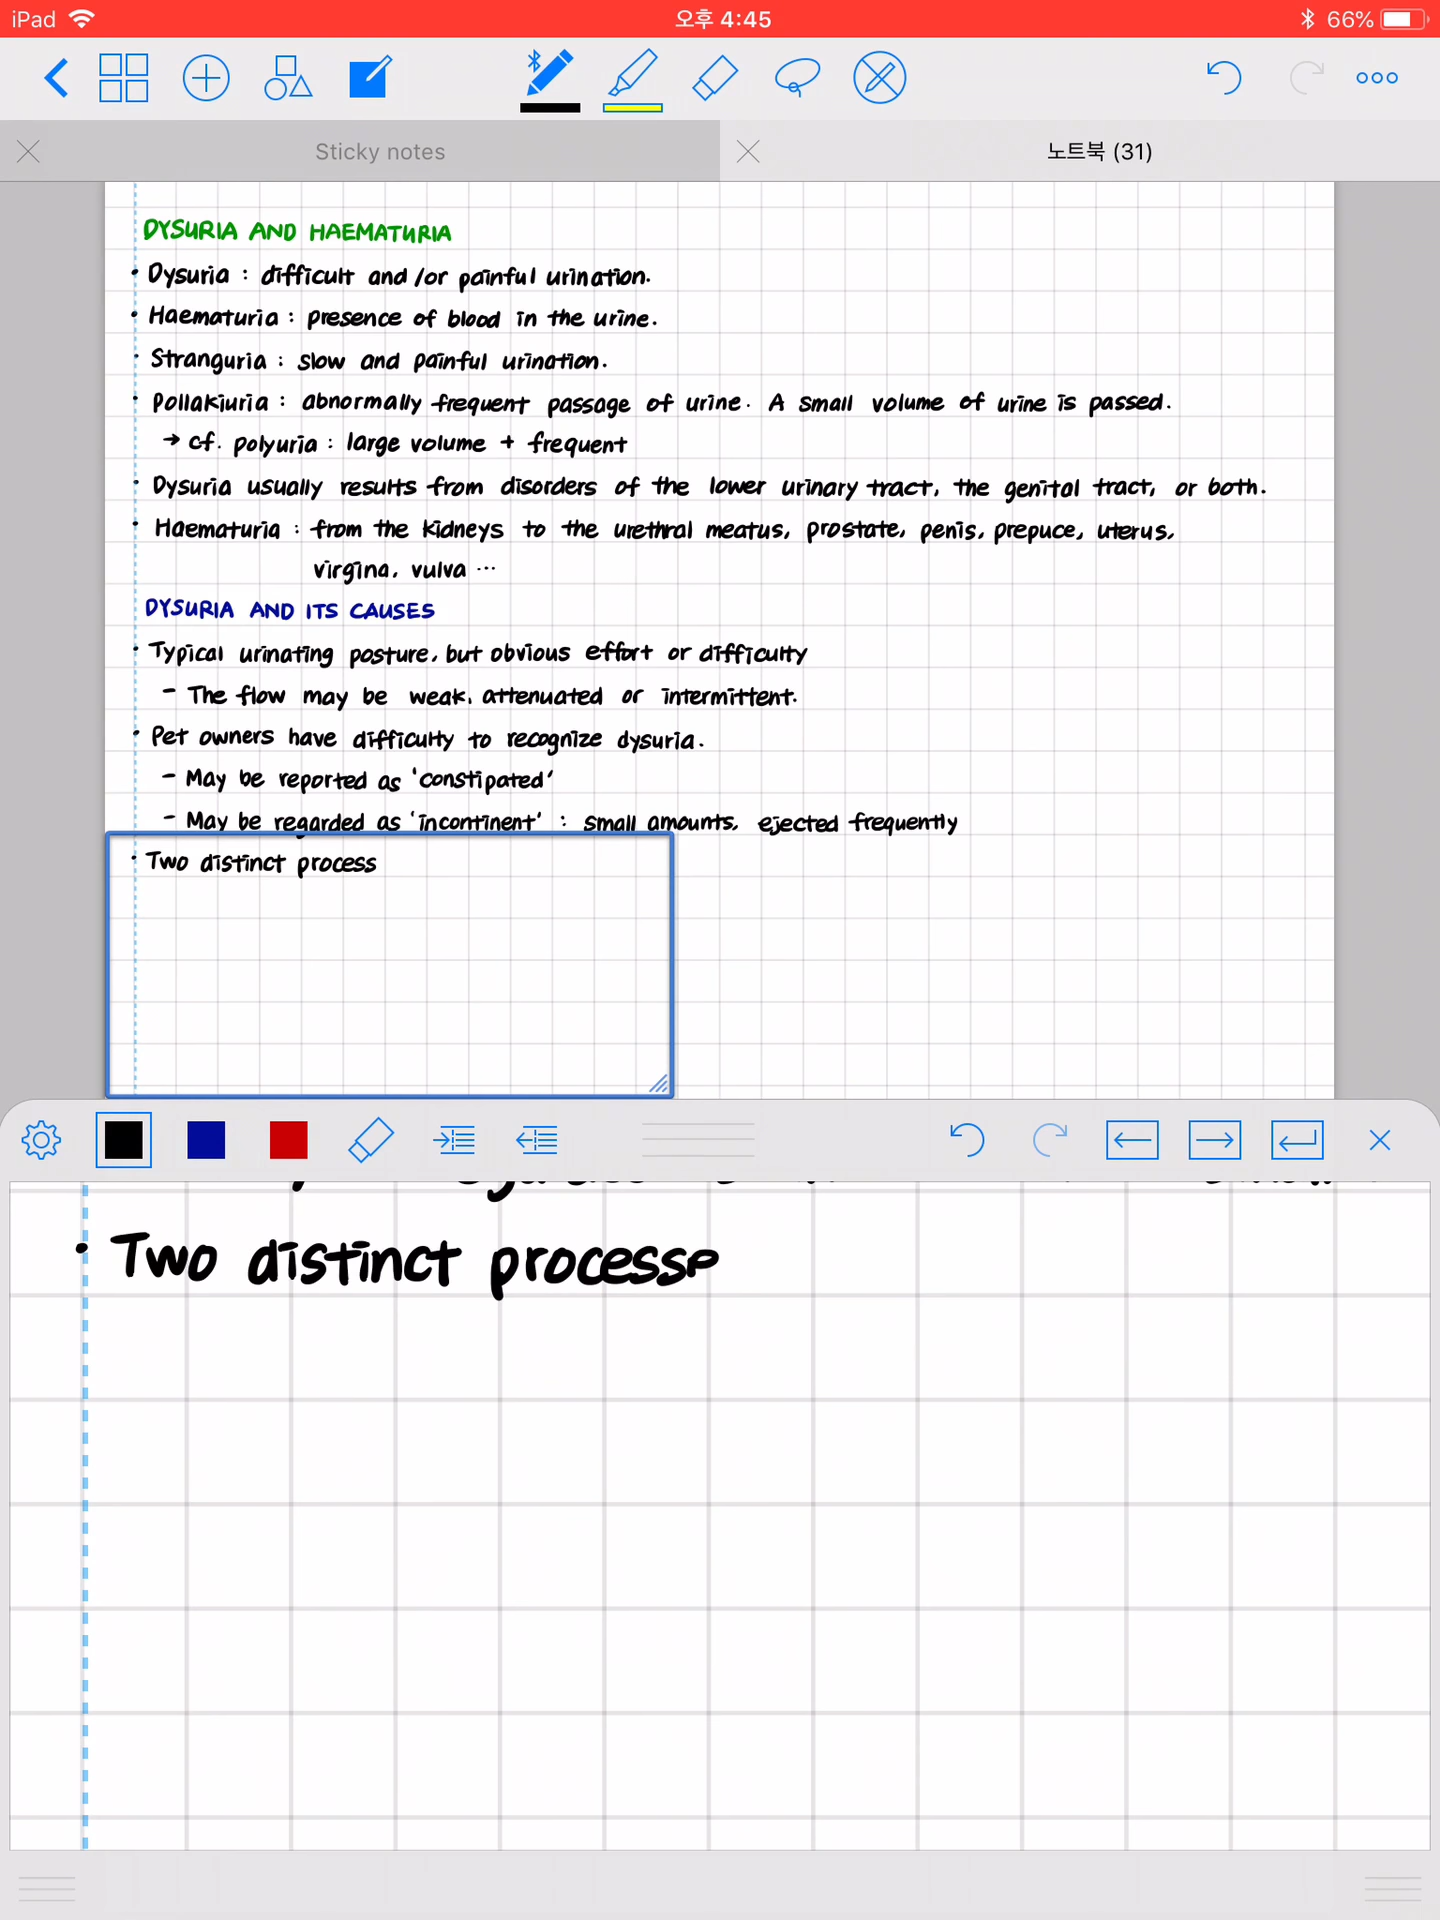 iPad 오후 4:45 66%
Sticky notes 노트북 (31)
DYSURIA AND HAEMATURIA
• Dysuria : difficult and /or painful urination.
• Haematuria : presence of blood in the urine.
• Stranguria : slow and painful urination.
• Pollakiuria : abnormally frequent passage of urine. A small volume of urine is passed.
→ cf. polyuria : large volume + frequent
• Dysuria usually results from disorders of the lower urinary tract, the genital tract, or both.
• Haematuria : from the kidneys to the urethral meatus, prostate, penis, prepuce, uterus,
virgina, vulva ...
DYSURIA AND ITS CAUSES
• Typical urinating posture, but obvious effort or difficulty
- The flow may be weak, attenuated or intermittent.
• Pet owners have difficulty to recognize dysuria.
- May be reported as 'constipated'
- May be regarded as 'incontinent' : small amounts, ejected frequently
• Two distinct process
• Two distinct process